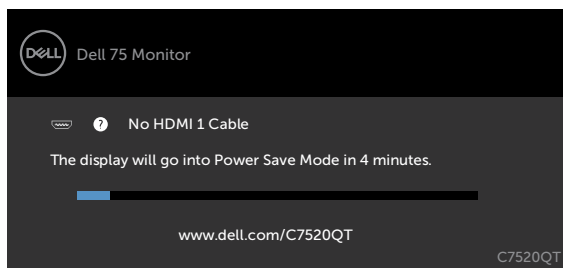 DELL
Dell 75 Monitor
? No HDMI 1 Cable
The display will go into Power Save Mode in 4 minutes.
www.dell.com/C7520QT
C7520QT